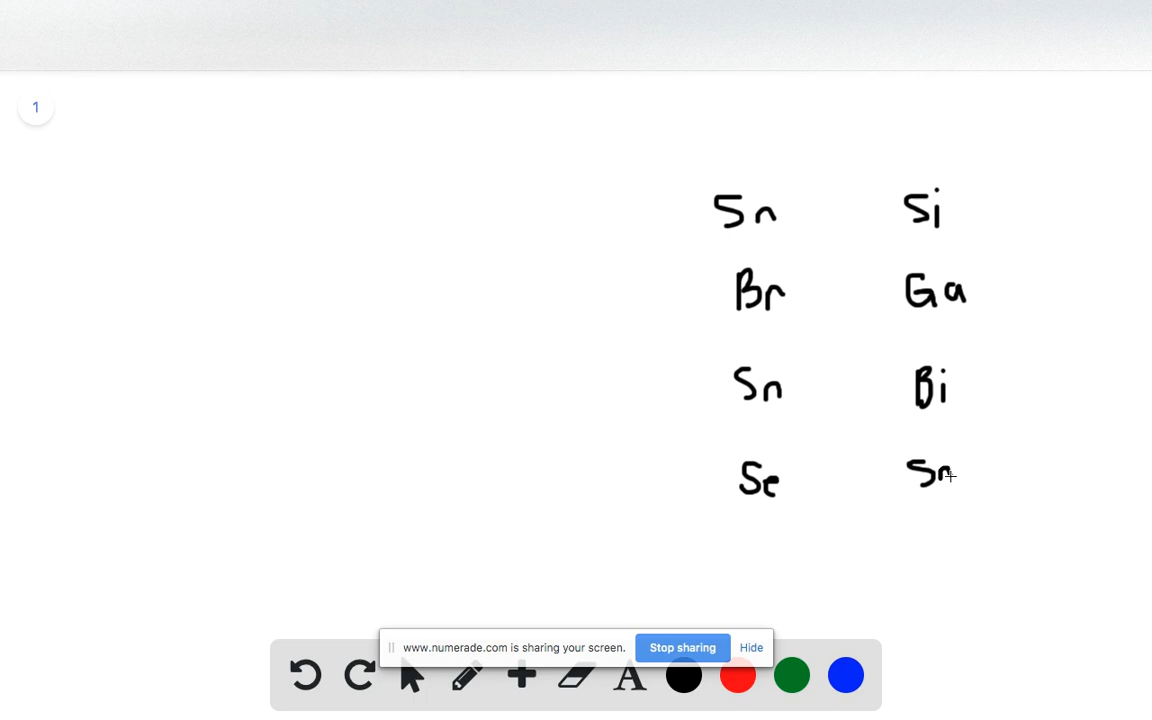 1
Sn Si
Br Ga
Sn Bi
Se Sn
www.numerade.com is sharing your screen. Stop sharing Hide
A